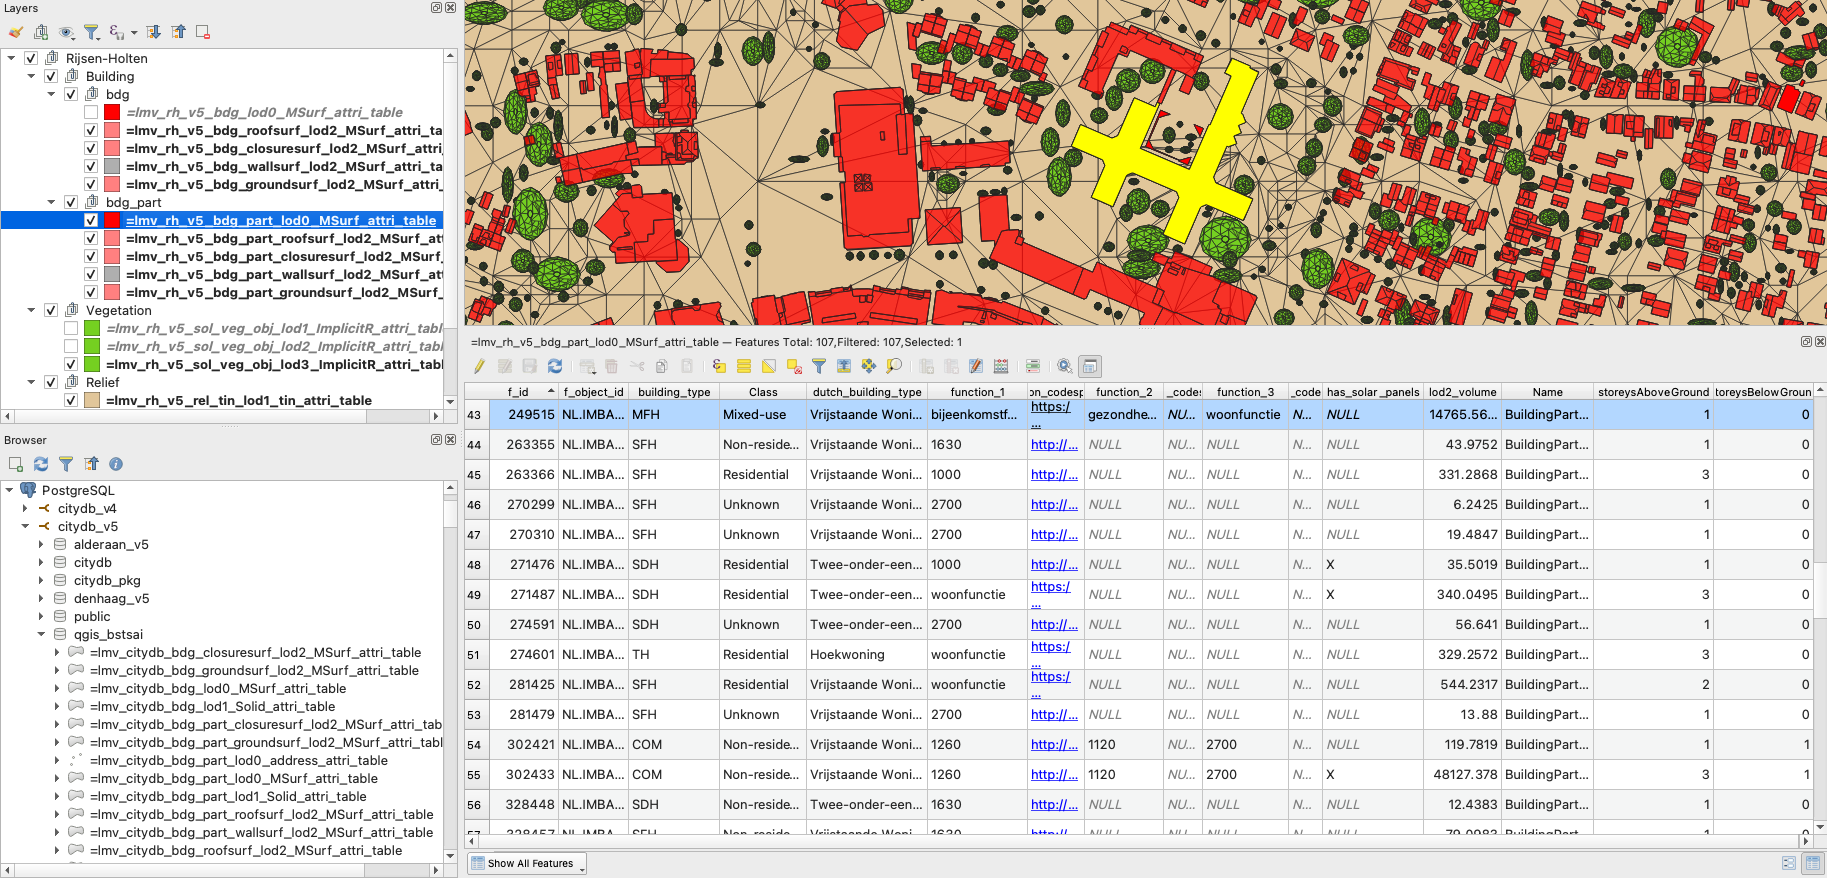 Layers
Rijsen-Holten
Building
bdg
=lmv_rh_v5_bdg_lod0_MSurf_attri_table
=lmv_rh_v5_bdg_roofsurf_lod2_MSurf_attri_ta
=lmv_rh_v5_bdg_closuresurf_lod2_MSurf_attri_
=lmv_rh_v5_bdg_wallsurf_lod2_MSurf_attri_ta
=lmv_rh_v5_bdg_groundsurf_lod2_MSurf_attri_
bdg_part
=lmv_rh_v5_bdg_part_lod0_MSurf_attri_table
=lmv_rh_v5_bdg_part_roofsurf_lod2_MSurf_att
=lmv_rh_v5_bdg_part_closuresurf_lod2_MSurf_
=lmv_rh_v5_bdg_part_wallsurf_lod2_MSurf_att
=lmv_rh_v5_bdg_part_groundsurf_lod2_MSurf_
Vegetation
=lmv_rh_v5_sol_veg_obj_lod1_ImplicitR_attri_tabl
=lmv_rh_v5_sol_veg_obj_lod2_ImplicitR_attri_tabl
=lmv_rh_v5_sol_veg_obj_lod3_ImplicitR_attri_tabl
Relief
=lmv_rh_v5_rel_tin_lod1_tin_attri_table
Browser
PostgreSQL
citydb_v4
citydb_v5
alderaan_v5
citydb
citydb_pkg
denhaag_v5
public
qgis_bstsai
=lmv_citydb_bdg_closuresurf_lod2_MSurf_attri_table
=lmv_citydb_bdg_groundsurf_lod2_MSurf_attri_table
=lmv_citydb_bdg_lod0_MSurf_attri_table
=lmv_citydb_bdg_lod1_Solid_attri_table
=lmv_citydb_bdg_part_closuresurf_lod2_MSurf_attri_tab
=lmv_citydb_bdg_part_groundsurf_lod2_MSurf_attri_tabl
=lmv_citydb_bdg_part_lod0_address_attri_table
=lmv_citydb_bdg_part_lod0_MSurf_attri_table
=lmv_citydb_bdg_part_lod1_Solid_attri_table
=lmv_citydb_bdg_part_roofsurf_lod2_MSurf_attri_table
=lmv_citydb_bdg_part_wallsurf_lod2_MSurf_attri_table
=lmv_citydb_bdg_roofsurf_lod2_MSurf_attri_table
=lmv_rh_v5_bdg_part_lod0_MSurf_attri_table — Features Total: 107,Filtered: 107,Selected: 1
f_id f_object_id building_type Class dutch_building_type function_1 on_codesp function_2 _codes function_3 _code has_solar_panels lod2_volume Name storeysAboveGround toreysBelowGroun
43 249515 NL.IMBA... MFH Mixed-use Vrijstaande Woni... bijeenkomstf... https:/... gezondhe... NU... woonfunctie N... NULL 14765.56... BuildingPart... 1 0
44 263355 NL.IMBA... SFH Non-reside... Vrijstaande Woni... 1630 http://... NULL NU... NULL N... NULL 43.9752 BuildingPart... 1 0
45 263366 NL.IMBA... SFH Residential Vrijstaande Woni... 1000 http://... NULL NU... NULL N... NULL 331.2868 BuildingPart... 3 0
46 270299 NL.IMBA... SFH Unknown Vrijstaande Woni... 2700 http://... NULL NU... NULL N... NULL 6.2425 BuildingPart... 1 0
47 270310 NL.IMBA... SFH Unknown Vrijstaande Woni... 2700 http://... NULL NU... NULL N... NULL 19.4847 BuildingPart... 1 0
48 271476 NL.IMBA... SDH Residential Twee-onder-een... 1000 http://... NULL NU... NULL N... X 35.5019 BuildingPart... 1 0
49 271487 NL.IMBA... SDH Residential Twee-onder-een... woonfunctie https:/... NULL NU... NULL N... X 340.0495 BuildingPart... 3 0
50 274591 NL.IMBA... SDH Unknown Twee-onder-een... 2700 http://... NULL NU... NULL N... NULL 56.641 BuildingPart... 1 0
51 274601 NL.IMBA... TH Residential Hoekwoning woonfunctie https:/... NULL NU... NULL N... NULL 329.2572 BuildingPart... 3 0
52 281425 NL.IMBA... SFH Residential Vrijstaande Woni... woonfunctie https:/... NULL NU... NULL N... NULL 544.2317 BuildingPart... 2 0
53 281479 NL.IMBA... SFH Unknown Vrijstaande Woni... 2700 http://... NULL NU... NULL N... NULL 13.88 BuildingPart... 1 0
54 302421 NL.IMBA... COM Non-reside... Vrijstaande Woni... 1260 http://... 1120 NU... 2700 N... NULL 119.7819 BuildingPart... 1 1
55 302433 NL.IMBA... COM Non-reside... Vrijstaande Woni... 1260 http://... 1120 NU... 2700 N... X 48127.378 BuildingPart... 3 1
56 328448 NL.IMBA... SDH Non-reside... Twee-onder-een... 1630 http://... NULL NU... NULL N... NULL 12.4383 BuildingPart... 1 0
Show All Features